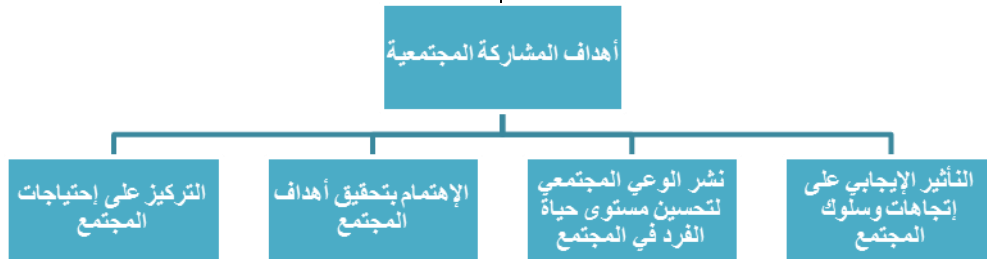 أهداف المشاركة المجتمعية
التأثير الإيجابي على
إتجاهات وسلوك
المجتمع
نشر الوعي المجتمعي
لتحسين مستوى حياة
الفرد في المجتمع
الإهتمام بتحقيق أهداف
المجتمع
التركيز على إحتياجات
المجتمع